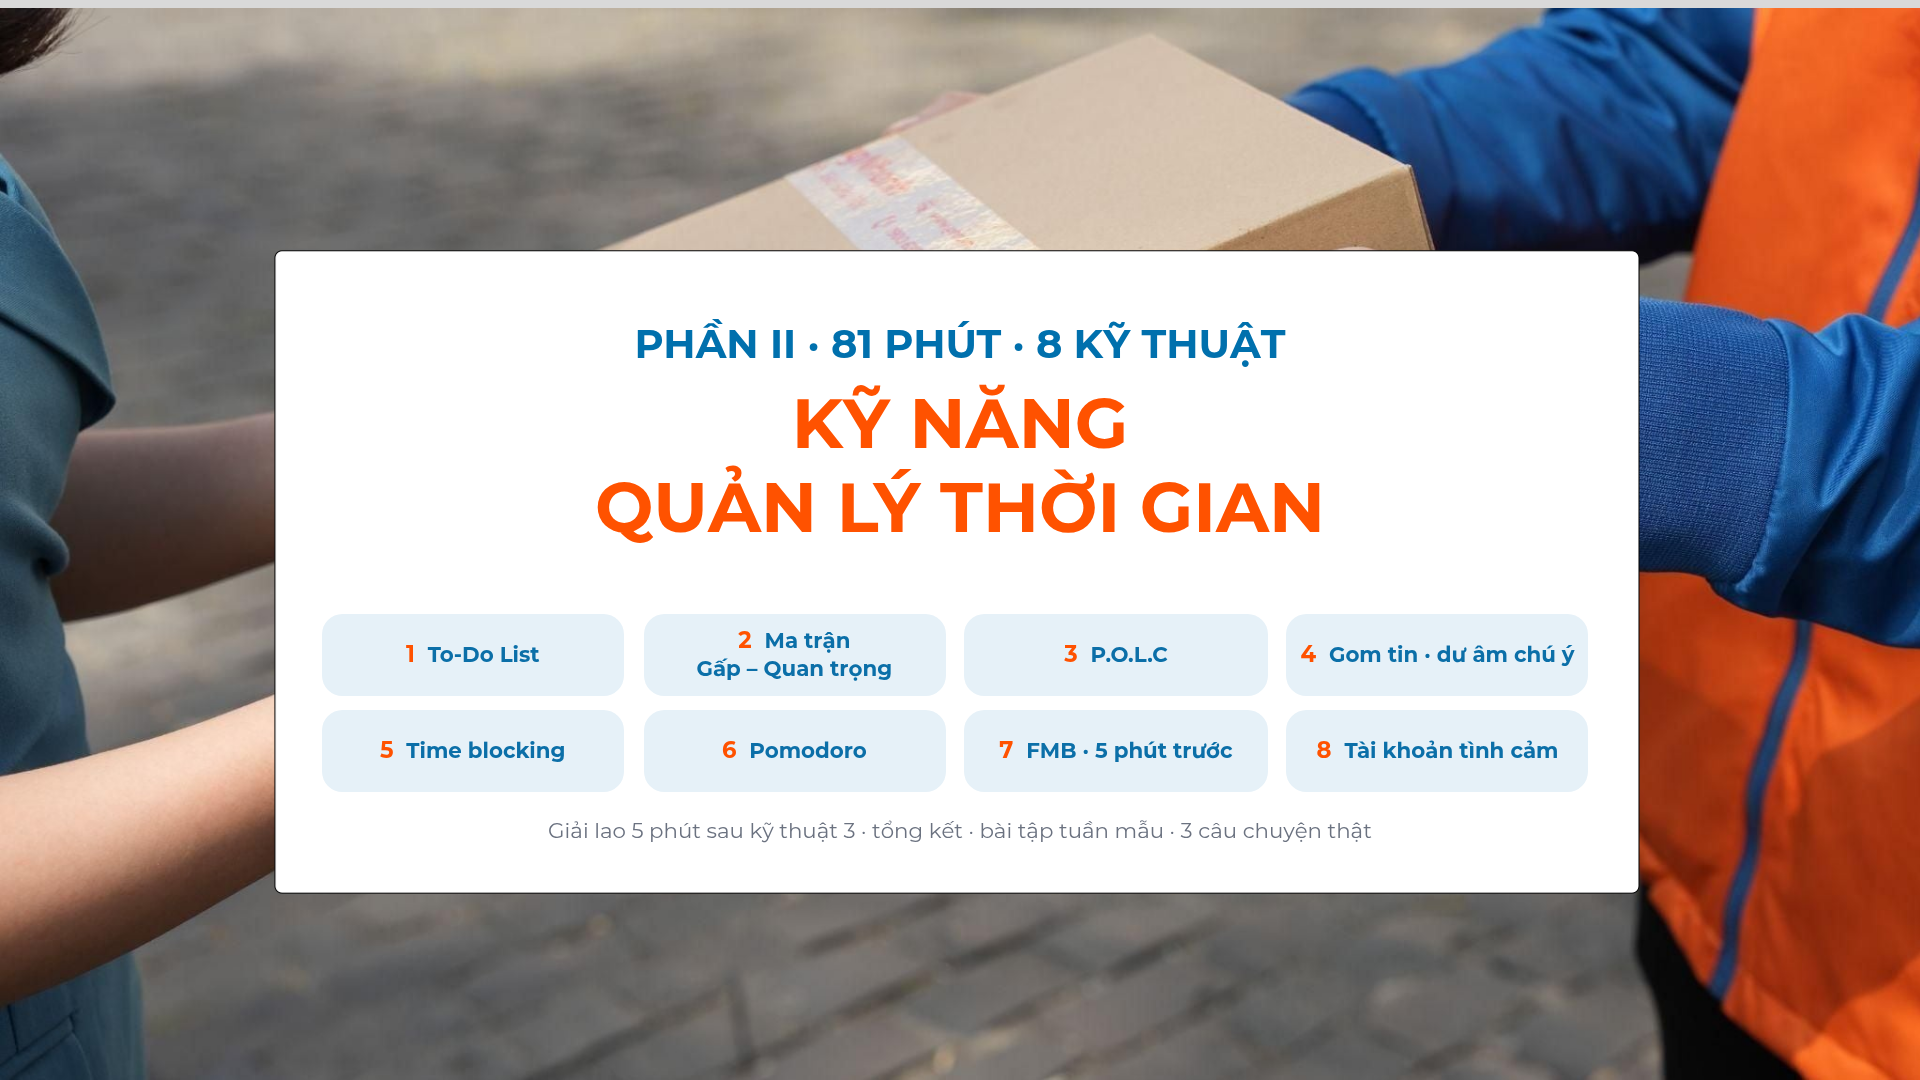 PHẦN II · 81 PHÚT · 8 KỸ THUẬT
KỸ NĂNG
QUẢN LÝ THỜI GIAN
1 To-Do List
2 Ma trận
Gấp – Quan trọng
3 P.O.L.C
4 Gom tin · dư âm chú ý
5 Time blocking
6 Pomodoro
7 FMB · 5 phút trước
8 Tài khoản tình cảm
Giải lao 5 phút sau kỹ thuật 3 · tổng kết · bài tập tuần mẫu · 3 câu chuyện thật